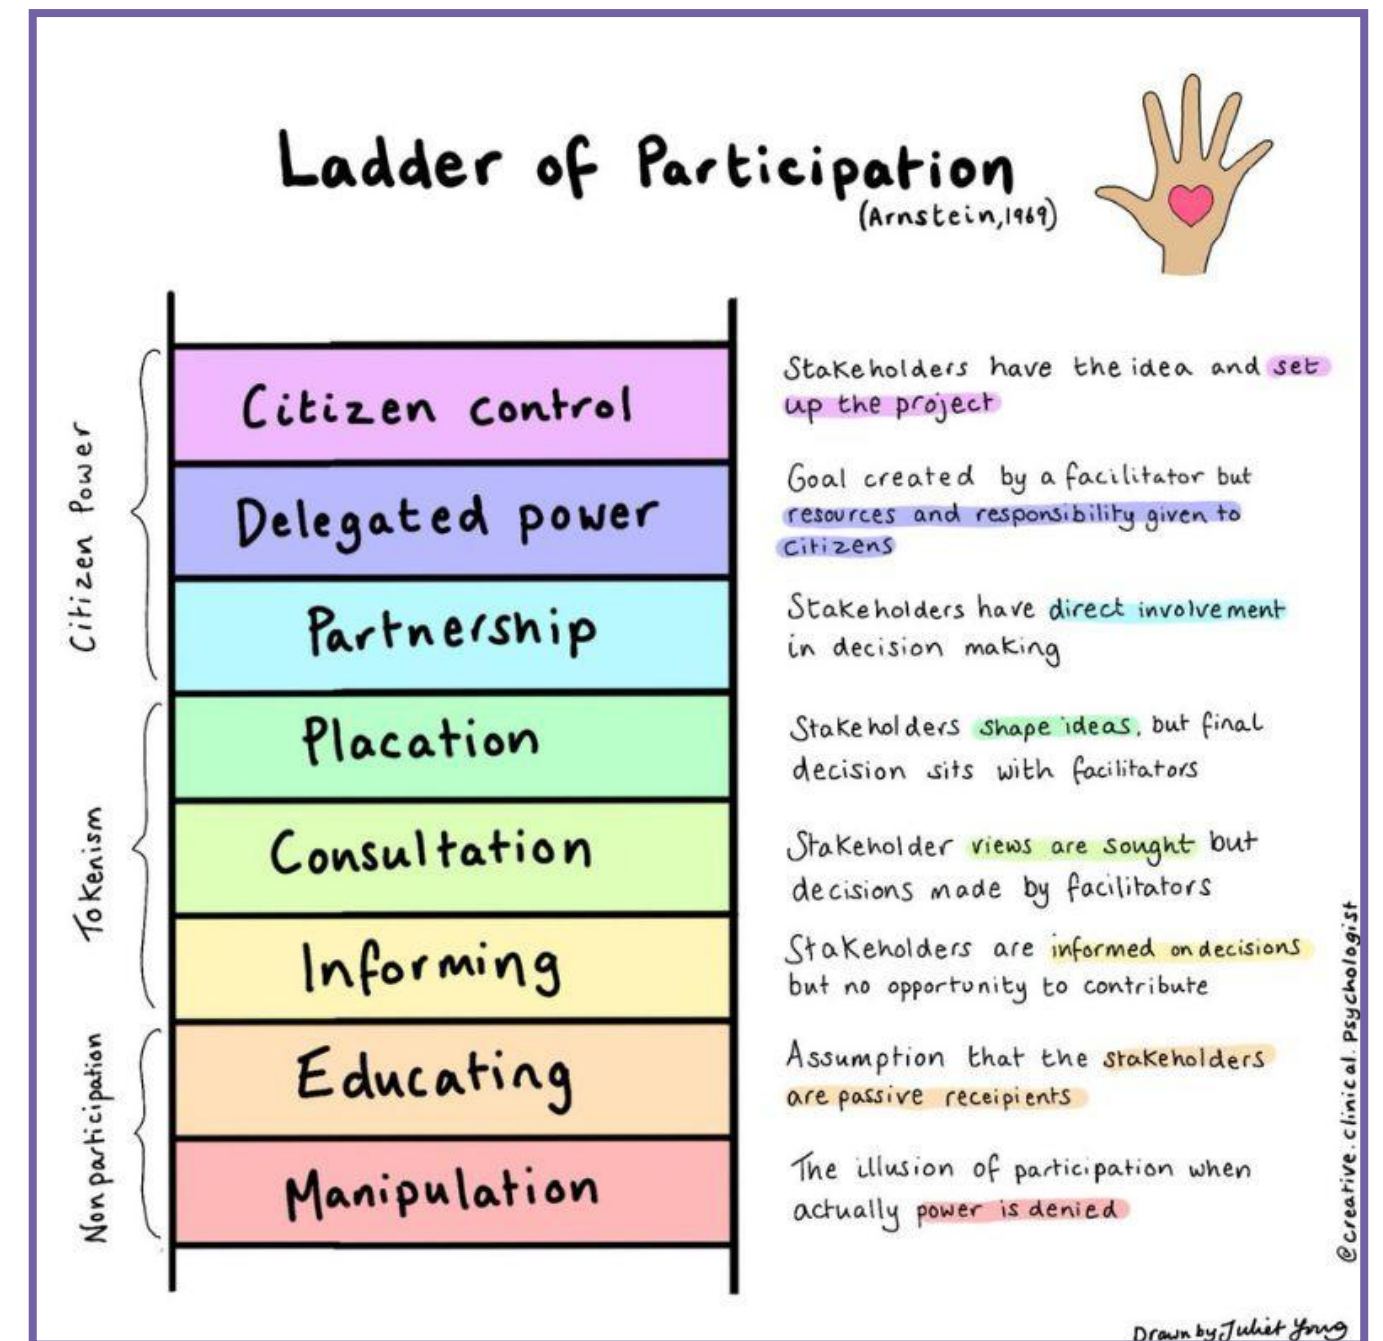 Ladder of Participation
(Arnstein, 1969)
Citizen Power
Citizen control
Stakeholders have the idea and set
up the project
Delegated power
Goal created by a facilitator but
resources and responsibility given to
citizens
Partnership
Stakeholders have direct involvement
in decision making
Tokenism
Placation
Stakeholders shape ideas, but final
decision sits with facilitators
Consultation
Stakeholder views are sought but
decisions made by facilitators
Informing
Stakeholders are informed on decisions
but no opportunity to contribute
Nonparticipation
Educating
Assumption that the stakeholders
are passive receipients
Manipulation
The illusion of participation when
actually power is denied
@creative.clinical.psychologist
Drawn by Juliet Young